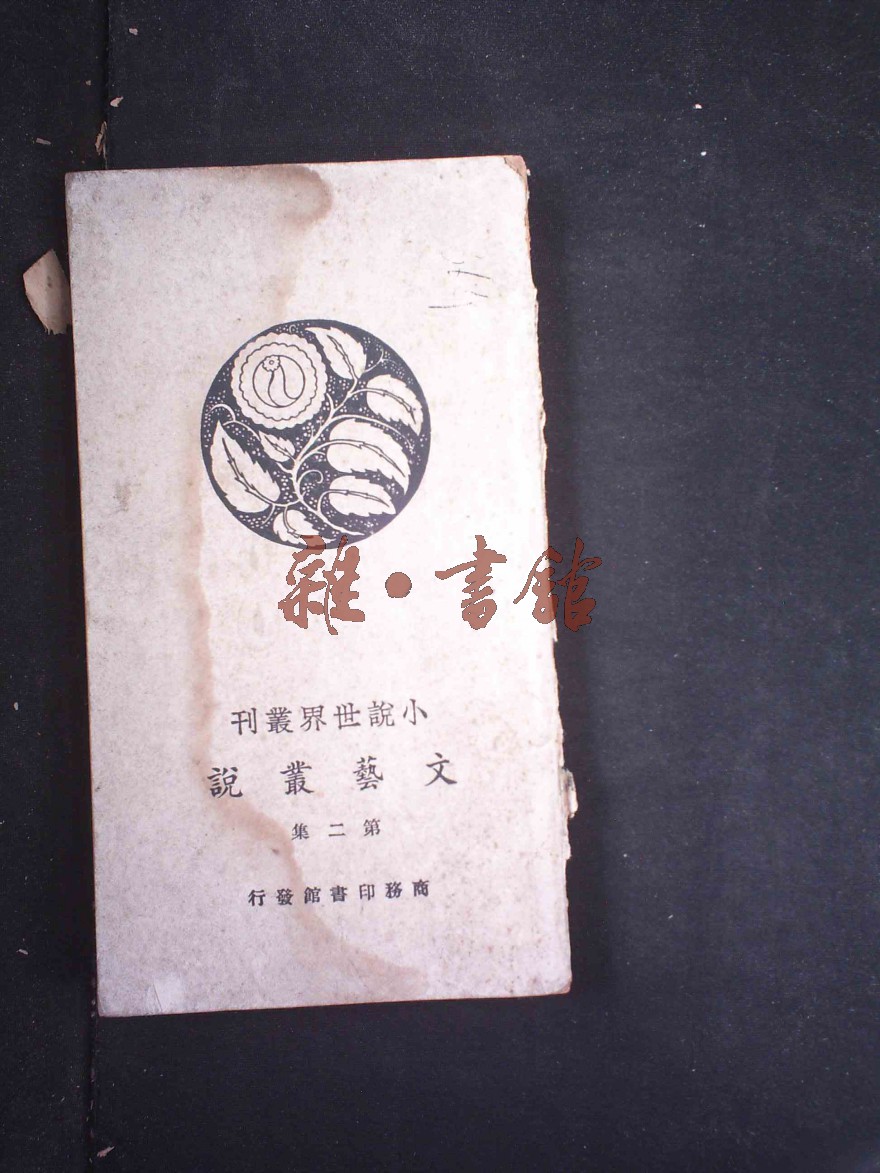 雜•書館
小說世界叢刊
文藝叢說
第二集
商務印書館發行